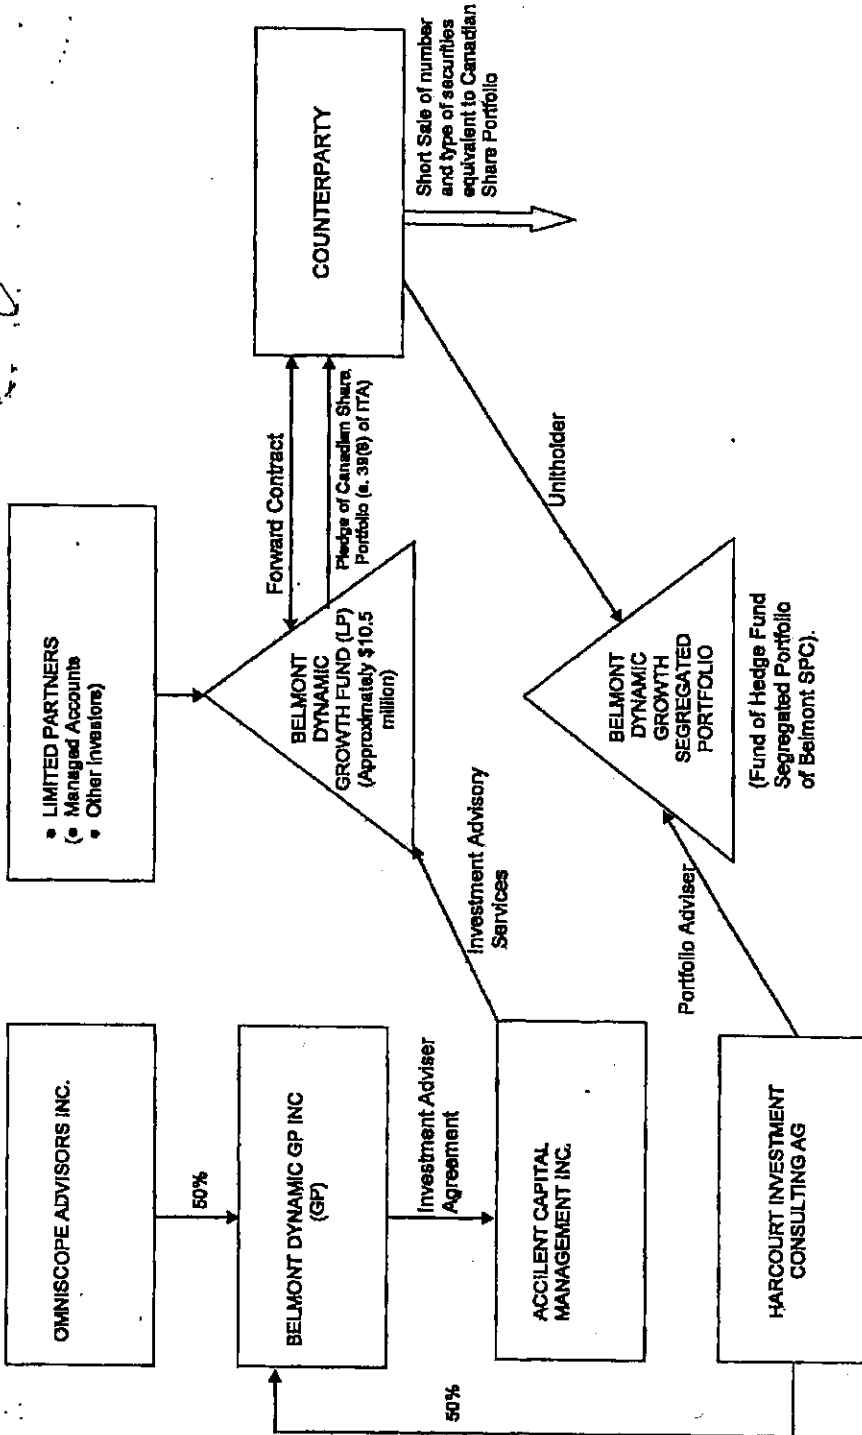 OMNISCOPE ADVISORS INC.
50%
BELMONT DYNAMIC GP INC
(GP)
Investment Adviser
Agreement
ACCILENT CAPITAL
MANAGEMENT INC.
50%
HARCOURT INVESTMENT
CONSULTING AG
• LIMITED PARTNERS
(• Managed Accounts
• Other Investors)
BELMONT
DYNAMIC
GROWTH FUND (LP)
(Approximately $10.5
million)
Investment Advisory
Services
Portfolio Adviser
BELMONT
DYNAMIC
GROWTH
SEGREGATED
PORTFOLIO
(Fund of Hedge Fund
Segregated Portfolio
of Belmont SPC).
Forward Contract
Pledge of Canadian Share
Portfolio (s. 39(6) of ITA)
Unitholder
COUNTERPARTY
Short Sale of number
and type of securities
equivalent to Canadian
Share Portfolio